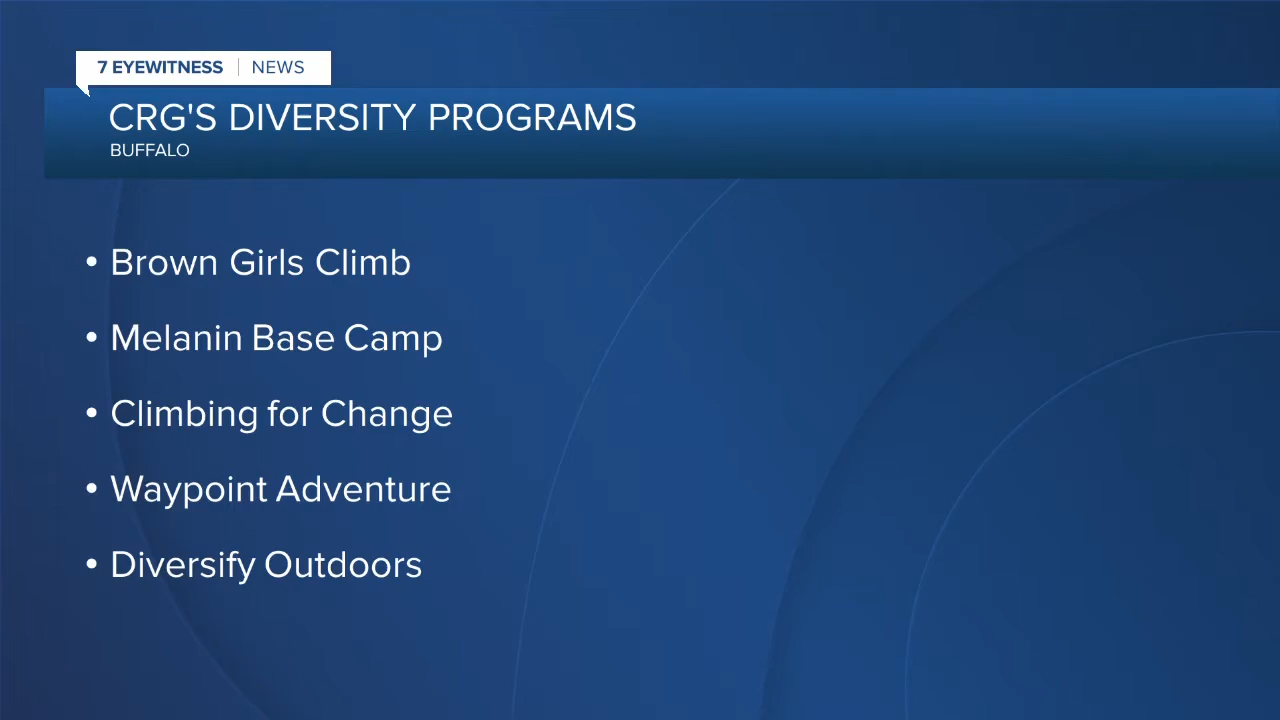 7 EYEWITNESS | NEWS
CRG'S DIVERSITY PROGRAMS
BUFFALO
• Brown Girls Climb
• Melanin Base Camp
• Climbing for Change
• Waypoint Adventure
• Diversify Outdoors